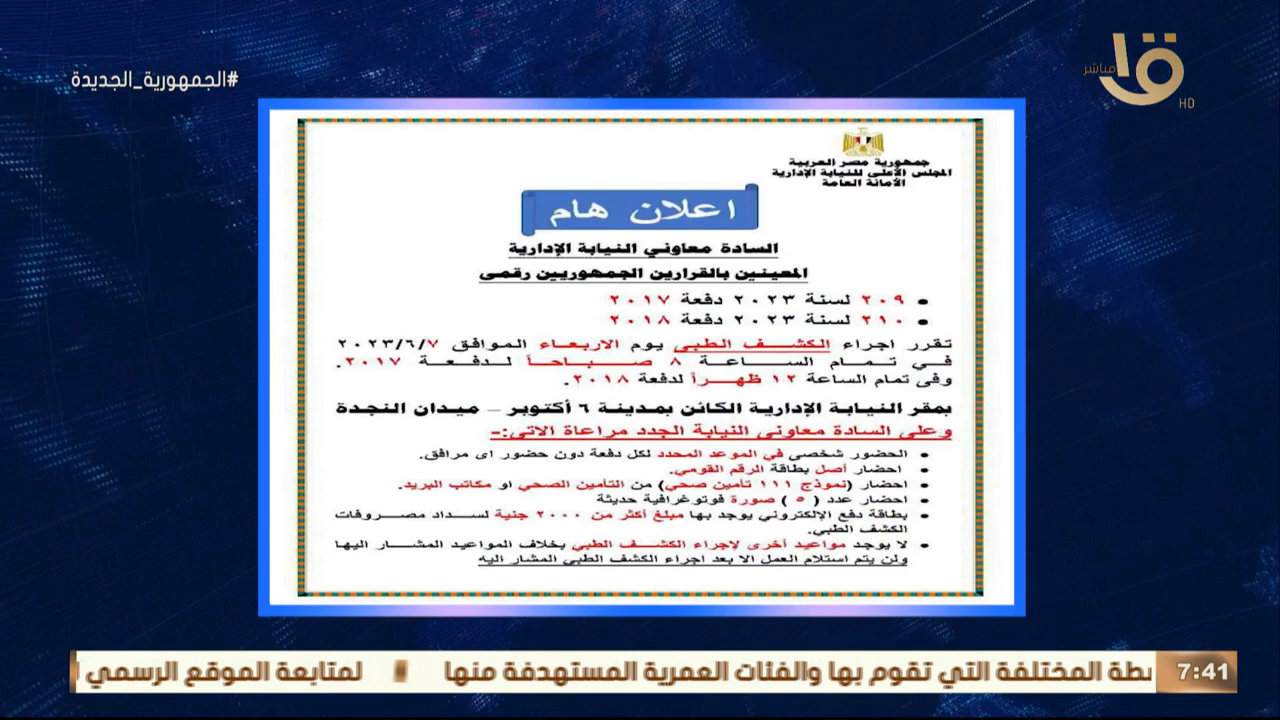 #الجمهورية_الجديدة
مباشر
HD
جمهورية مصر العربية
المجلس الأعلى للنيابة الإدارية
الأمانة العامة
اعلان هام
السادة معاوني النيابة الإدارية
المعينين بالقرارين الجمهوريين رقمى
• ٢٠٩ لسنة ٢٠٢٣ دفعة ٢٠١٧
• ٢١٠ لسنة ٢٠٢٣ دفعة ٢٠١٨
تقرر اجراء الكشف الطبى يوم الاربعاء الموافق ٢٠٢٣/٦/٧
في تمام الساعة ٨ صباحاً لدفعة ٢٠١٧.
وفى تمام الساعة ١٢ ظهراً لدفعة ٢٠١٨.
بمقر النيابة الإدارية الكائن بمدينة ٦ أكتوبر – ميدان النجدة
وعلى السادة معاونى النيابة الجدد مراعاة الاتى:-
• الحضور شخصى في الموعد المحدد لكل دفعة دون حضور اى مرافق.
• احضار أصل بطاقة الرقم القومي.
• احضار (نموذج ١١١ تأمين صحي) من التأمين الصحي او مكاتب البريد.
• احضار عدد ( ٥ ) صورة فوتوغرافية حديثة
• بطاقة دفع الإلكتروني يوجد بها مبلغ أكثر من ٢٠٠٠ جنية لسداد مصروفات
الكشف الطبي.
• لا يوجد مواعيد أخرى لإجراء الكشف الطبي بخلاف المواعيد المشار اليها
ولن يتم استلام العمل الا بعد اجراء الكشف الطبي المشار اليه
7:41
طة المختلفة التي تقوم بها والفئات العمرية المستهدفة منها لمتابعة الموقع الرسمي